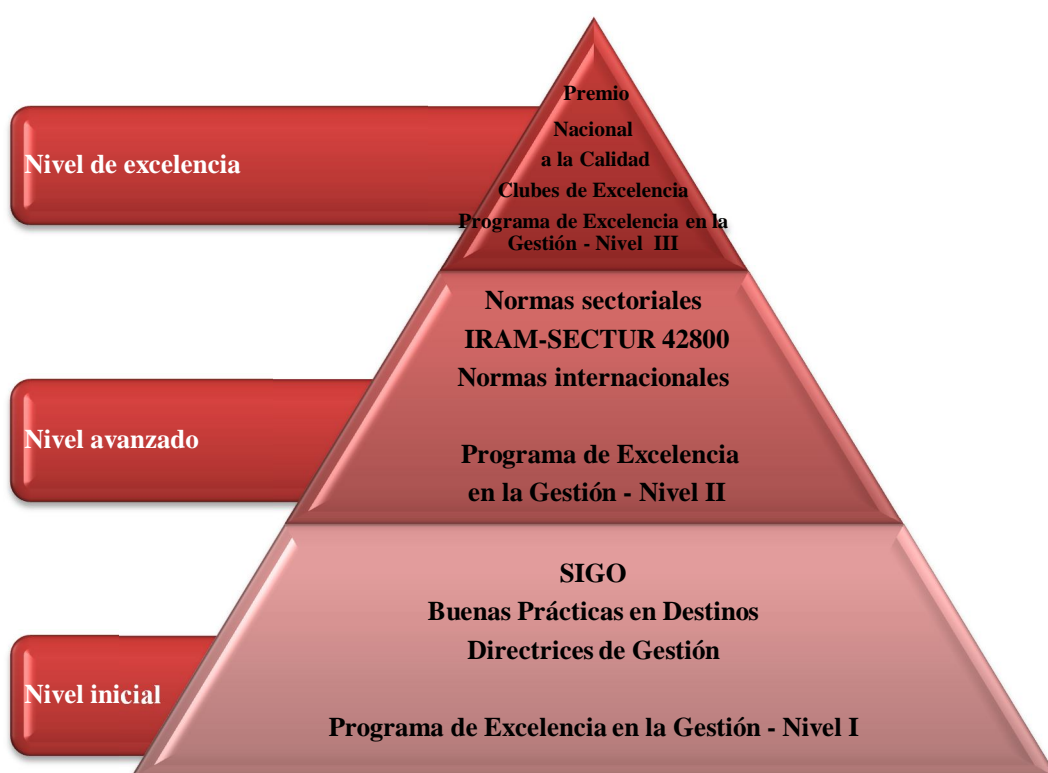 Nivel de excelencia
Premio
Nacional
a la Calidad
Clubes de Excelencia
Programa de Excelencia en la
Gestión - Nivel III
Nivel avanzado
Normas sectoriales
IRAM-SECTUR 42800
Normas internacionales
Programa de Excelencia
en la Gestión - Nivel II
Nivel inicial
SIGO
Buenas Prácticas en Destinos
Directrices de Gestión
Programa de Excelencia en la Gestión - Nivel I